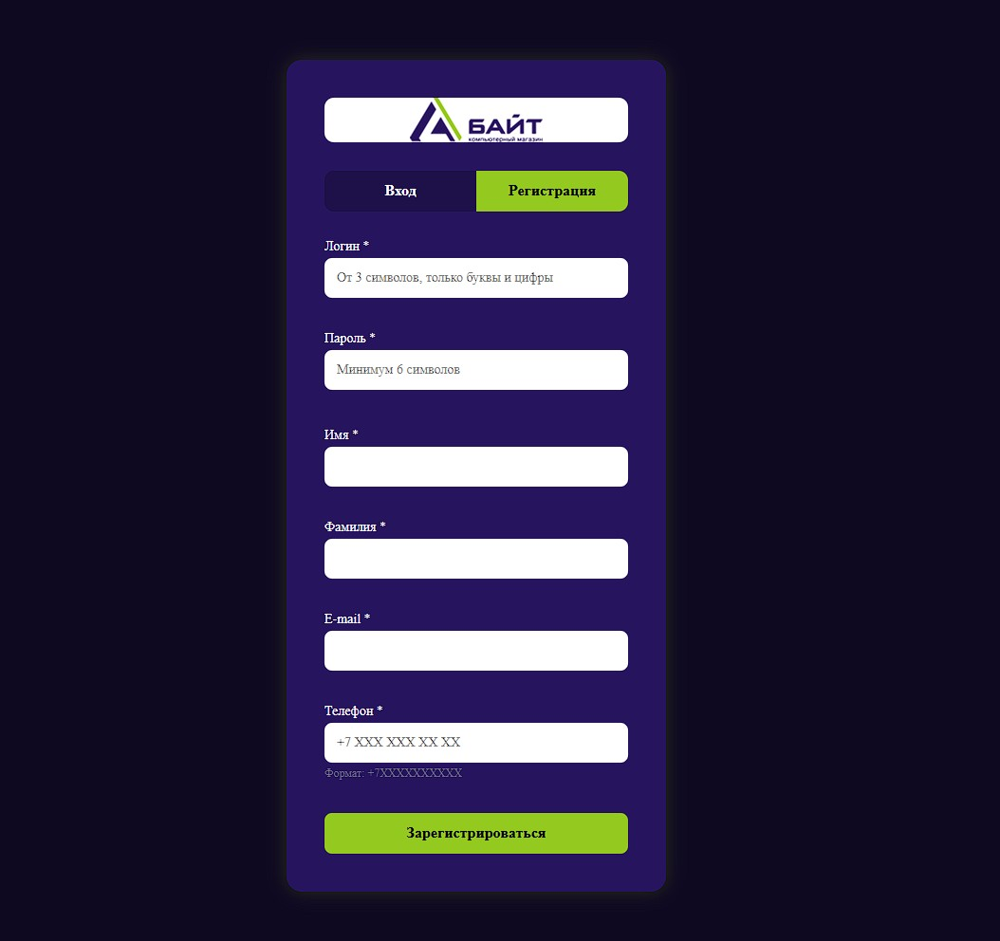 БАЙТ
компьютерный магазин
Вход
Регистрация
Логин *
От 3 символов, только буквы и цифры
Пароль *
Минимум 6 символов
Имя *
Фамилия *
E-mail *
Телефон *
+7 XXX XXX XX XX
Формат: +7XXXXXXXXXX
Зарегистрироваться